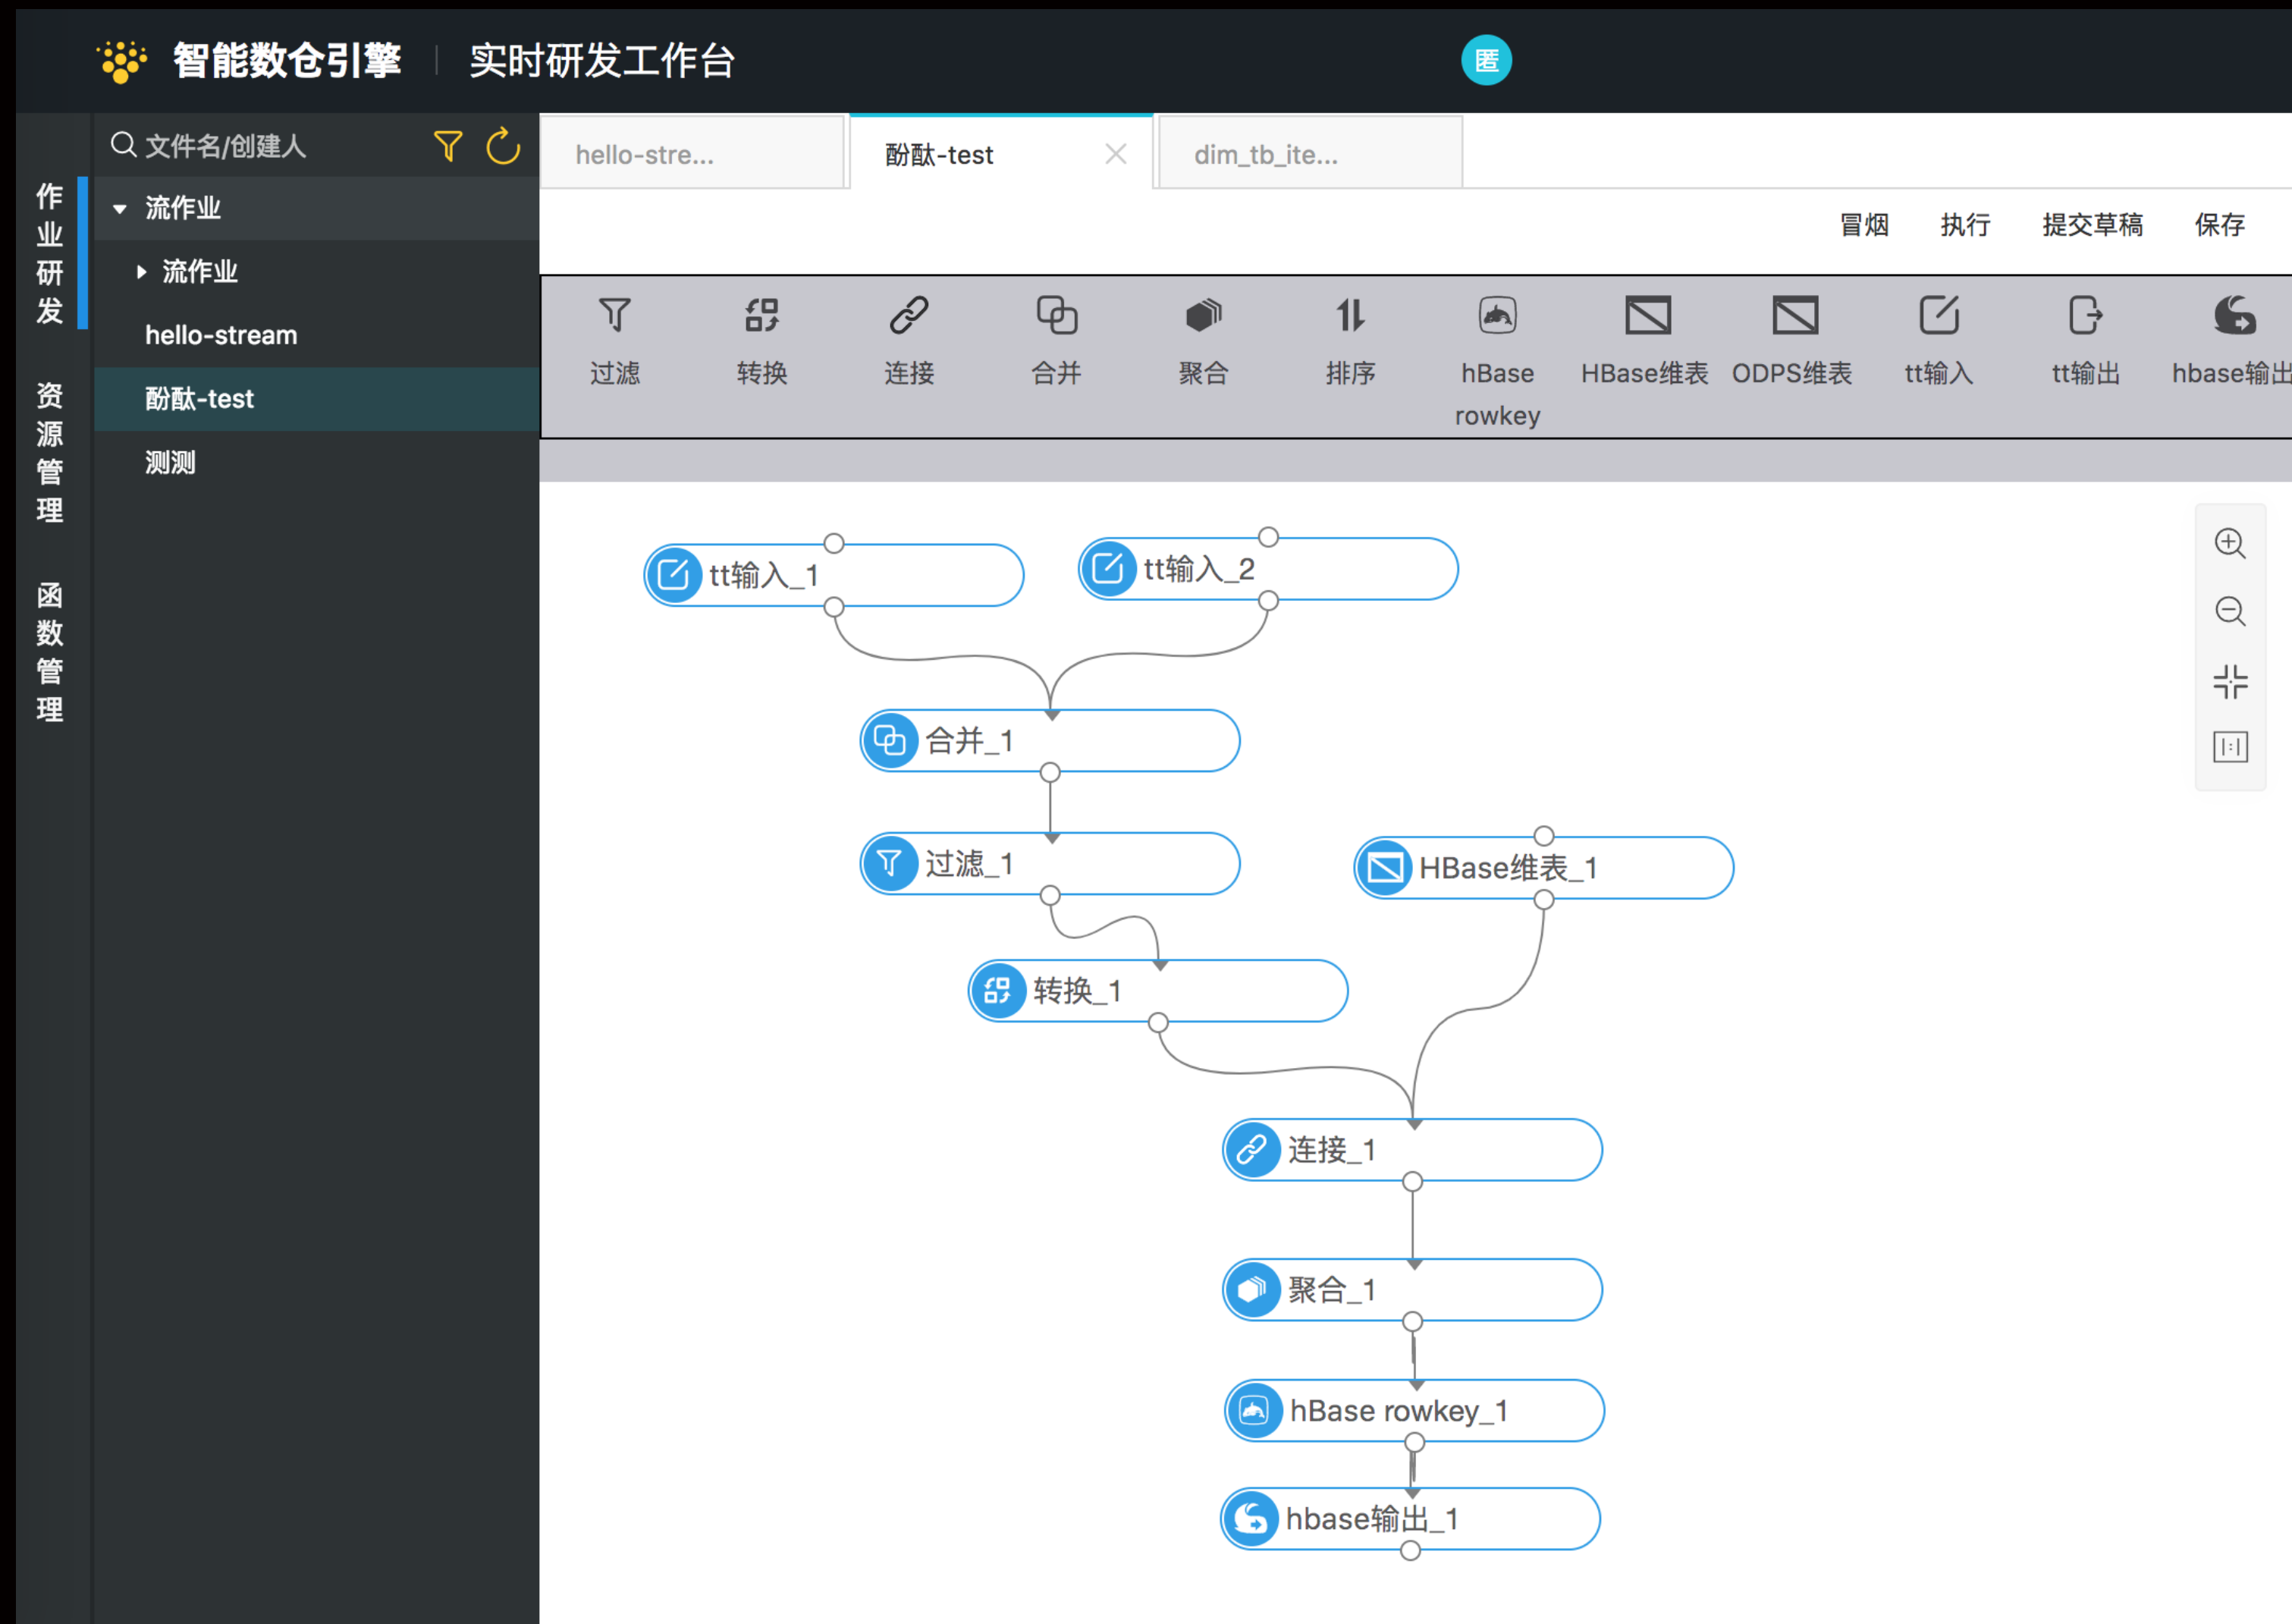 智能数仓引擎 | 实时研发工作台
匿
作业研发
资源管理
函数管理
文件名/创建人
流作业
流作业
hello-stream
酚酞-test
测测
hello-stre...
酚酞-test
dim_tb_ite...
冒烟 执行 提交草稿 保存
过滤
转换
连接
合并
聚合
排序
hBase rowkey
HBase维表
ODPS维表
tt输入
tt输出
hbase输出
tt输入_1
tt输入_2
合并_1
过滤_1
HBase维表_1
转换_1
连接_1
聚合_1
hBase rowkey_1
hbase输出_1